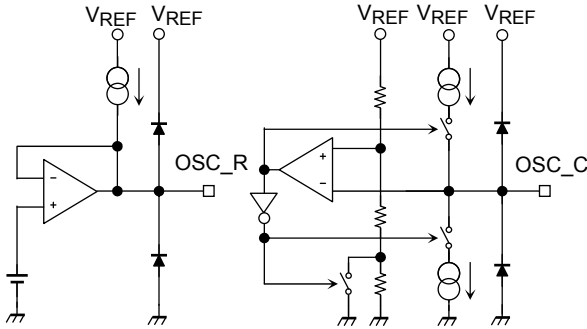 VREF VREF VREF VREF VREF
OSC_R
OSC_C
− + + −